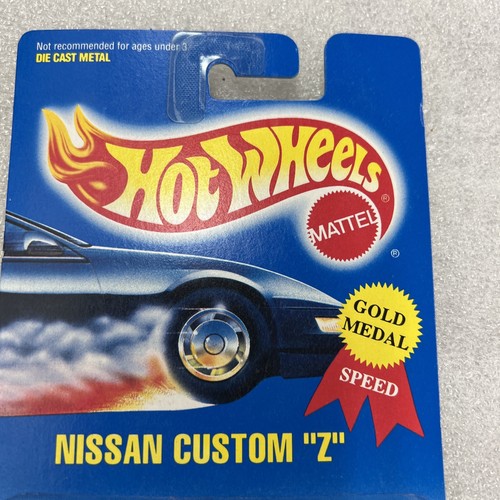 Not recommended for ages under 3
DIE CAST METAL
HOT WHEELS
®
MATTEL
®
GOLD
MEDAL
SPEED
NISSAN CUSTOM "Z"